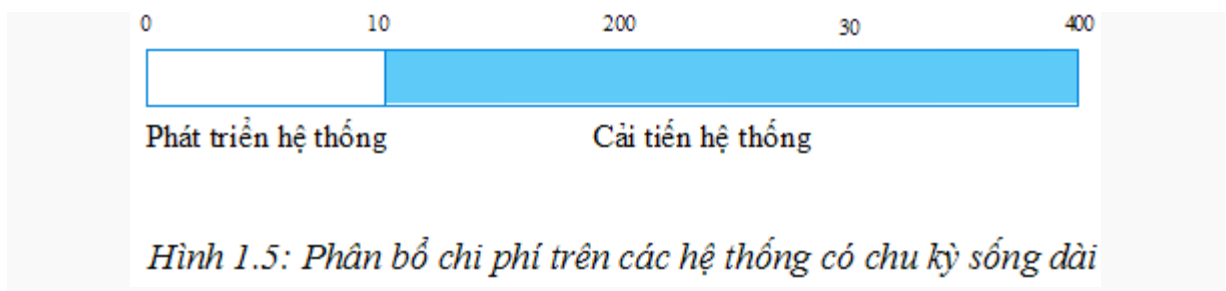 0 10 200 30 400
Phát triển hệ thống Cải tiến hệ thống
Hình 1.5: Phân bổ chi phí trên các hệ thống có chu kỳ sống dài